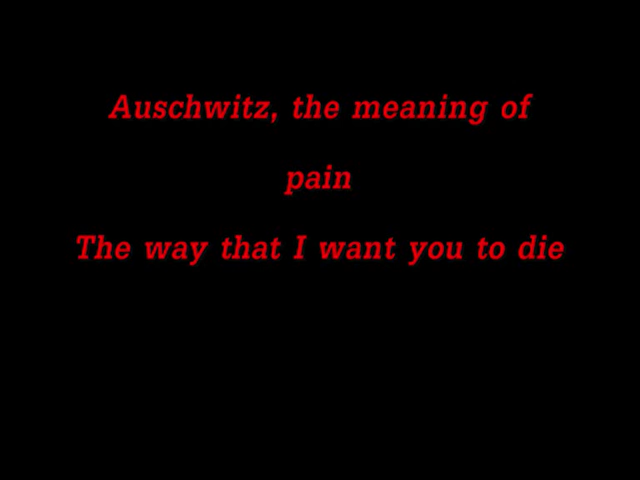 Auschwitz, the meaning of
pain
The way that I want you to die